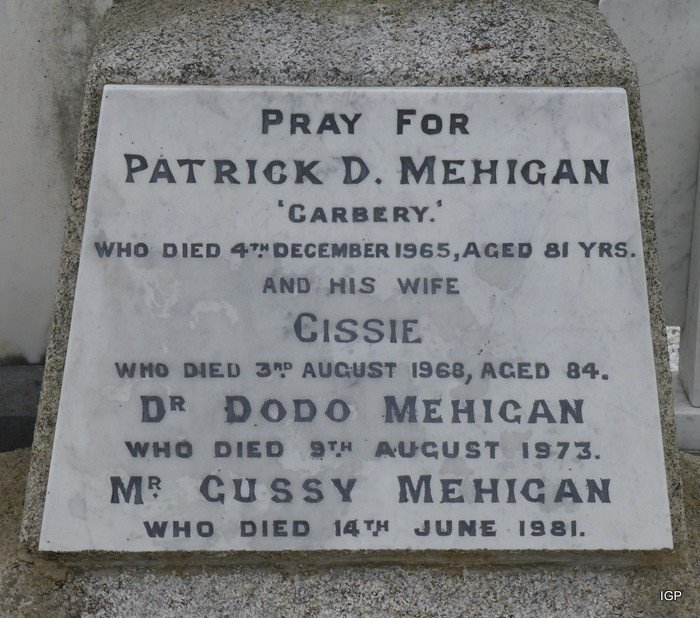 PRAY FOR
PATRICK D. MEHIGAN
'CARBERY.'
WHO DIED 4TH DECEMBER 1965, AGED 81 YRS.
AND HIS WIFE
CISSIE
WHO DIED 3RD AUGUST 1968, AGED 84.
DR DODO MEHIGAN
WHO DIED 9TH AUGUST 1973.
MR. GUSSY MEHIGAN
WHO DIED 14TH JUNE 1981.
IGP